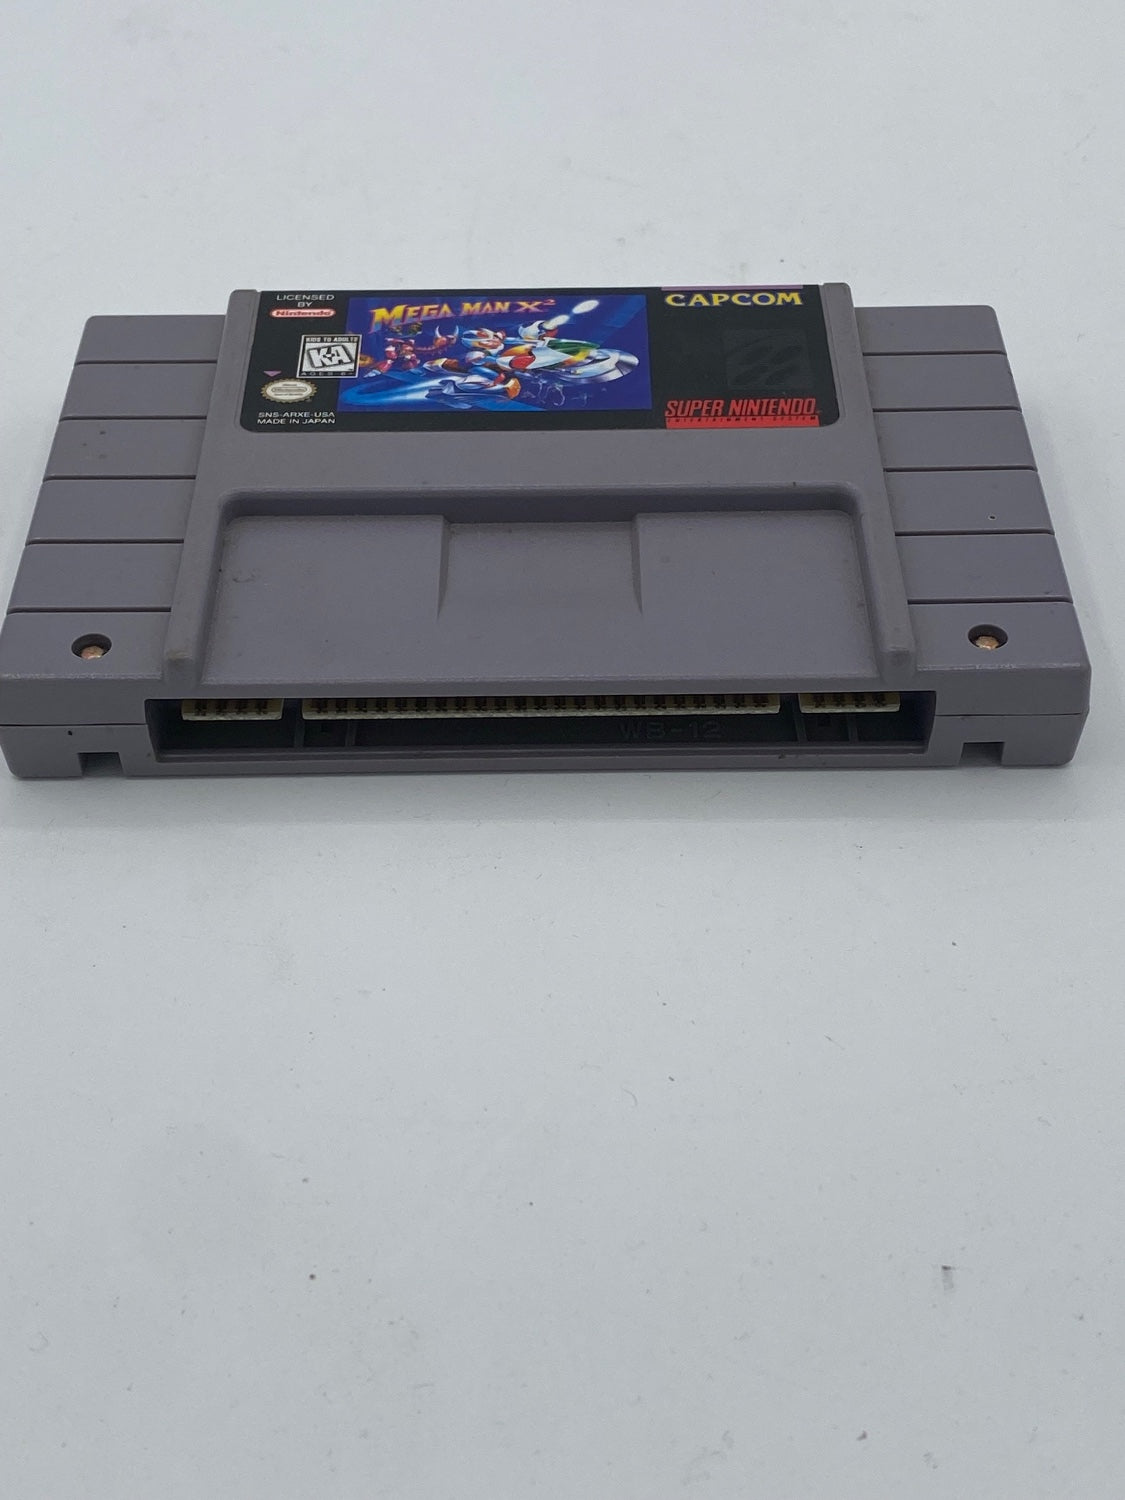 LICENSED
BY
Nintendo
MEGA MAN X2
CAPCOM
KIDS TO ADULTS
K-A
AGES 6+
SNS-ARXE-USA
MADE IN JAPAN
SUPER NINTENDO
ENTERTAINMENT SYSTEM
WB-12